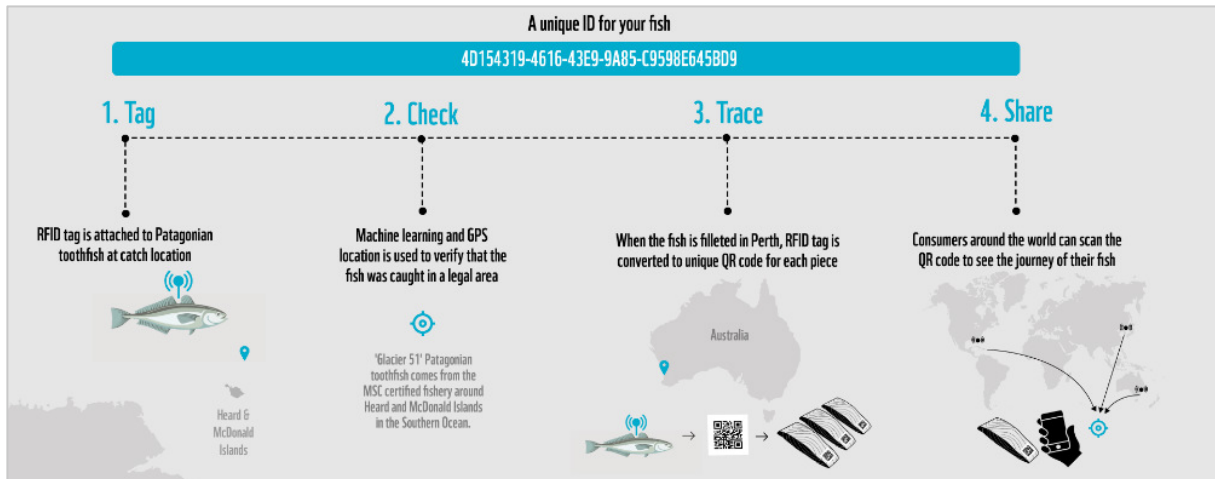 A unique ID for your fish
4D154319-4616-43E9-9A85-C9598E645BD9
1. Tag
2. Check
3. Trace
4. Share
RFID tag is attached to Patagonian
toothfish at catch location
Heard &
McDonald
Islands
Machine learning and GPS
location is used to verify that the
fish was caught in a legal area
'Glacier 51' Patagonian
toothfish comes from the
MSC certified fishery around
Heard and McDonald Islands
in the Southern Ocean.
When the fish is filleted in Perth, RFID tag is
converted to unique QR code for each piece
Australia
Consumers around the world can scan the
QR code to see the journey of their fish